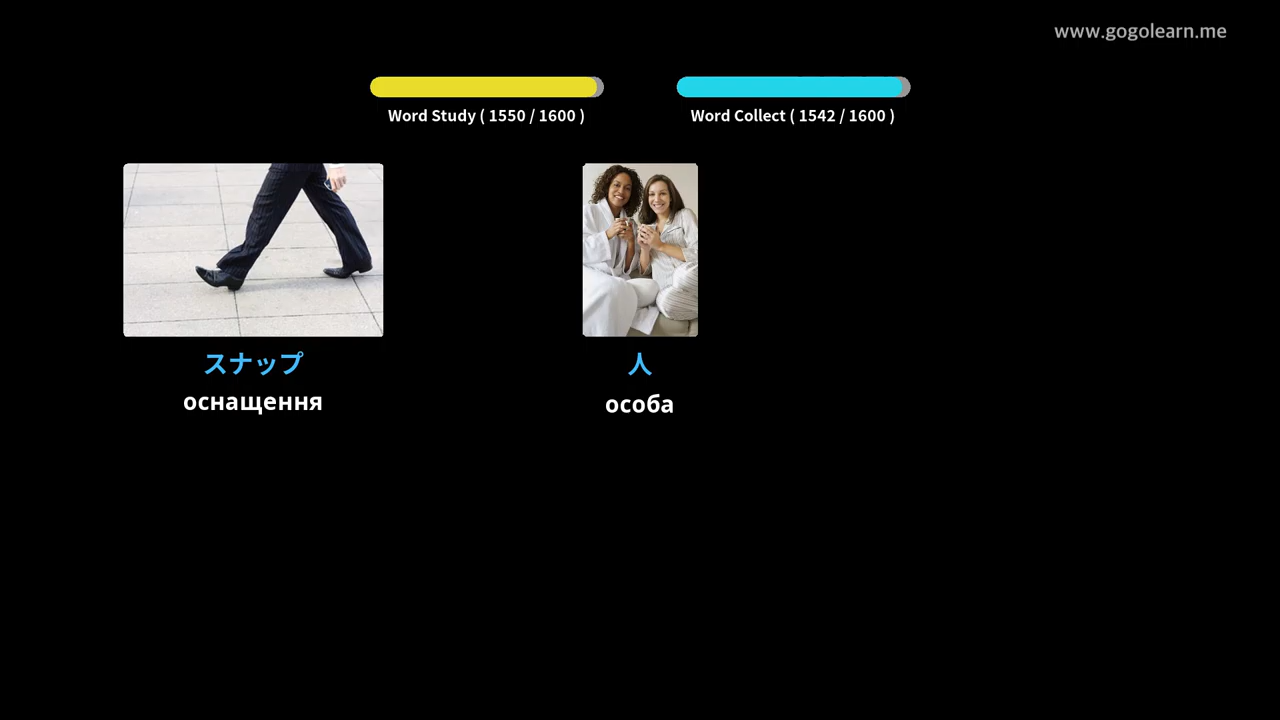 www.gogolearn.me
Word Study ( 1550 / 1600 )
Word Collect ( 1542 / 1600 )
スナップ
оснащення
人
особа